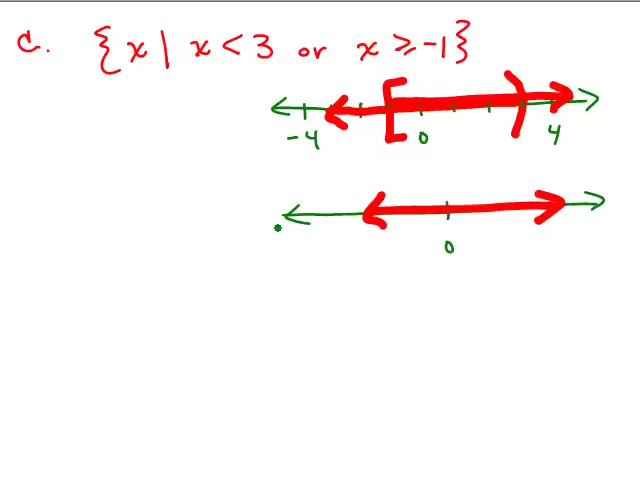 c. {x | x < 3 or x ≥ -1}
-4 0 4
0